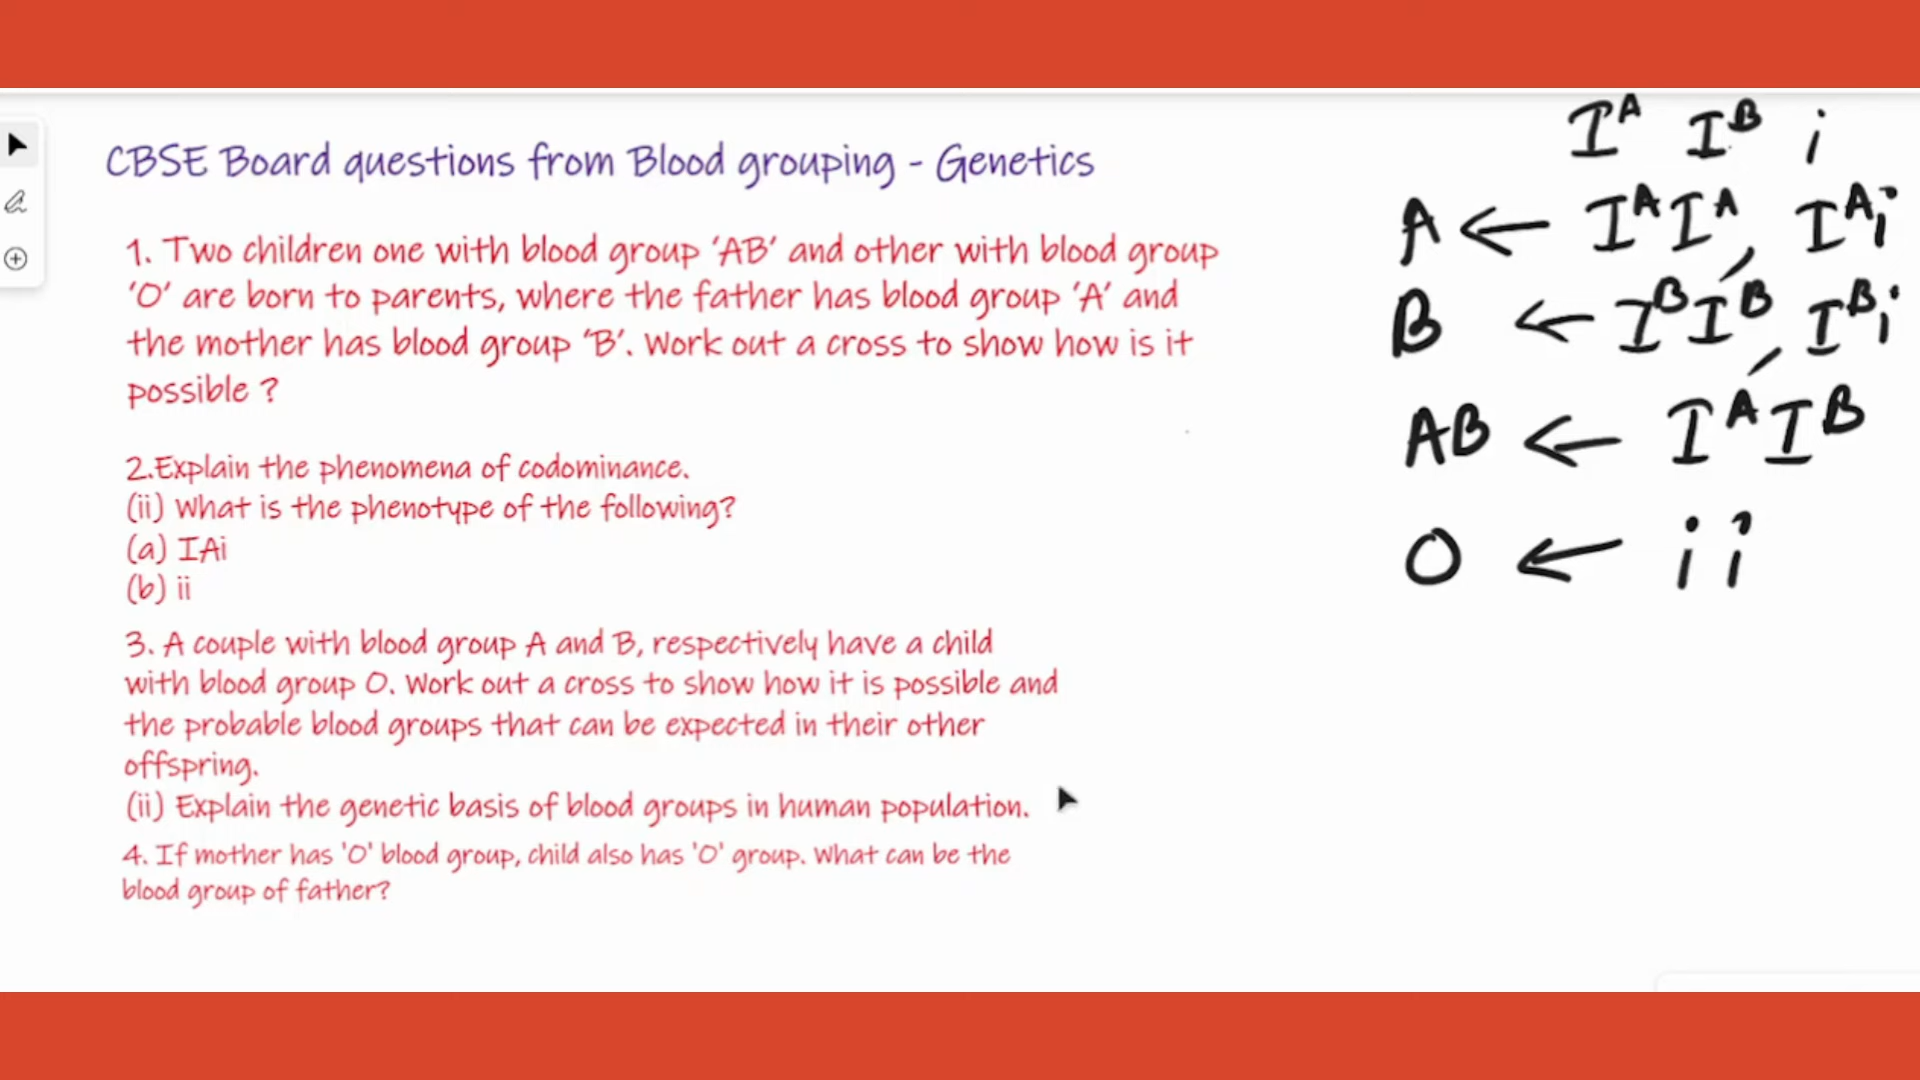 CBSE Board questions from Blood grouping - Genetics
1. Two children one with blood group 'AB' and other with blood group
'O' are born to parents, where the father has blood group 'A' and
the mother has blood group 'B'. Work out a cross to show how is it
possible ?
2.Explain the phenomena of codominance.
(ii) What is the phenotype of the following?
(a) IAi
(b) ii
3. A couple with blood group A and B, respectively have a child
with blood group O. Work out a cross to show how it is possible and
the probable blood groups that can be expected in their other
offspring.
(ii) Explain the genetic basis of blood groups in human population.
4. If mother has 'O' blood group, child also has 'O' group. What can be the
blood group of father?
Iᴬ Iᴮ i
A ← IᴬIᴬ, Iᴬi
B ← IᴮIᴮ, Iᴮi
AB ← IᴬIᴮ
O ← ii